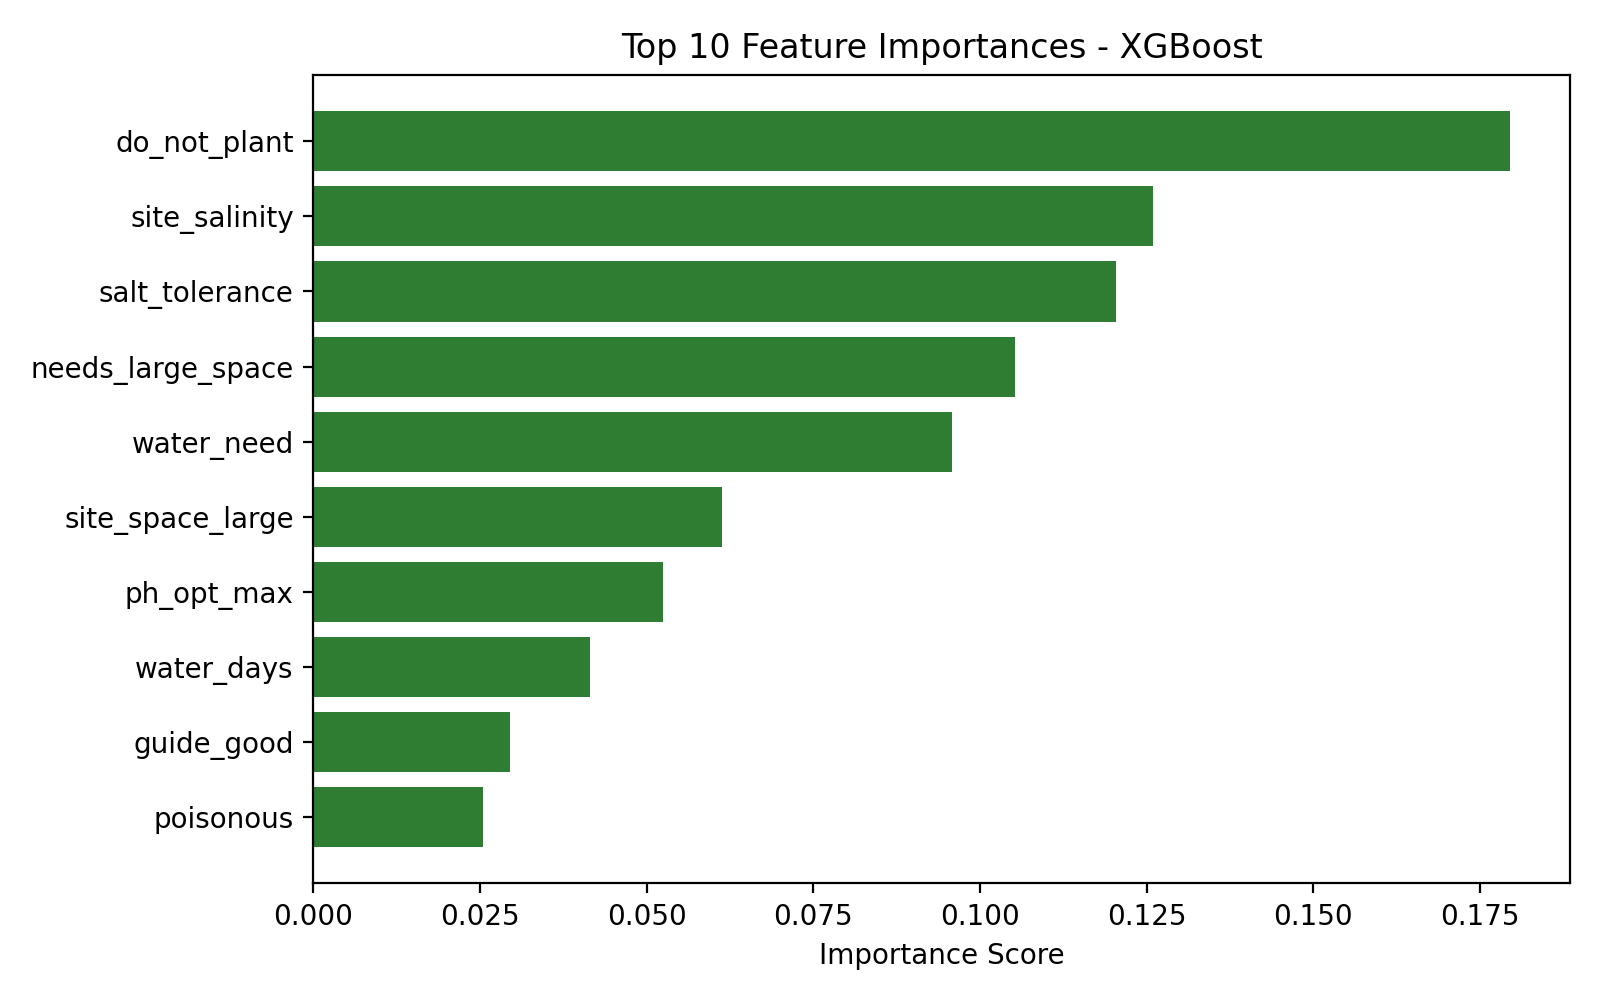 Top 10 Feature Importances - XGBoost
do_not_plant
site_salinity
salt_tolerance
needs_large_space
water_need
site_space_large
ph_opt_max
water_days
guide_good
poisonous
0.000 0.025 0.050 0.075 0.100 0.125 0.150 0.175
Importance Score